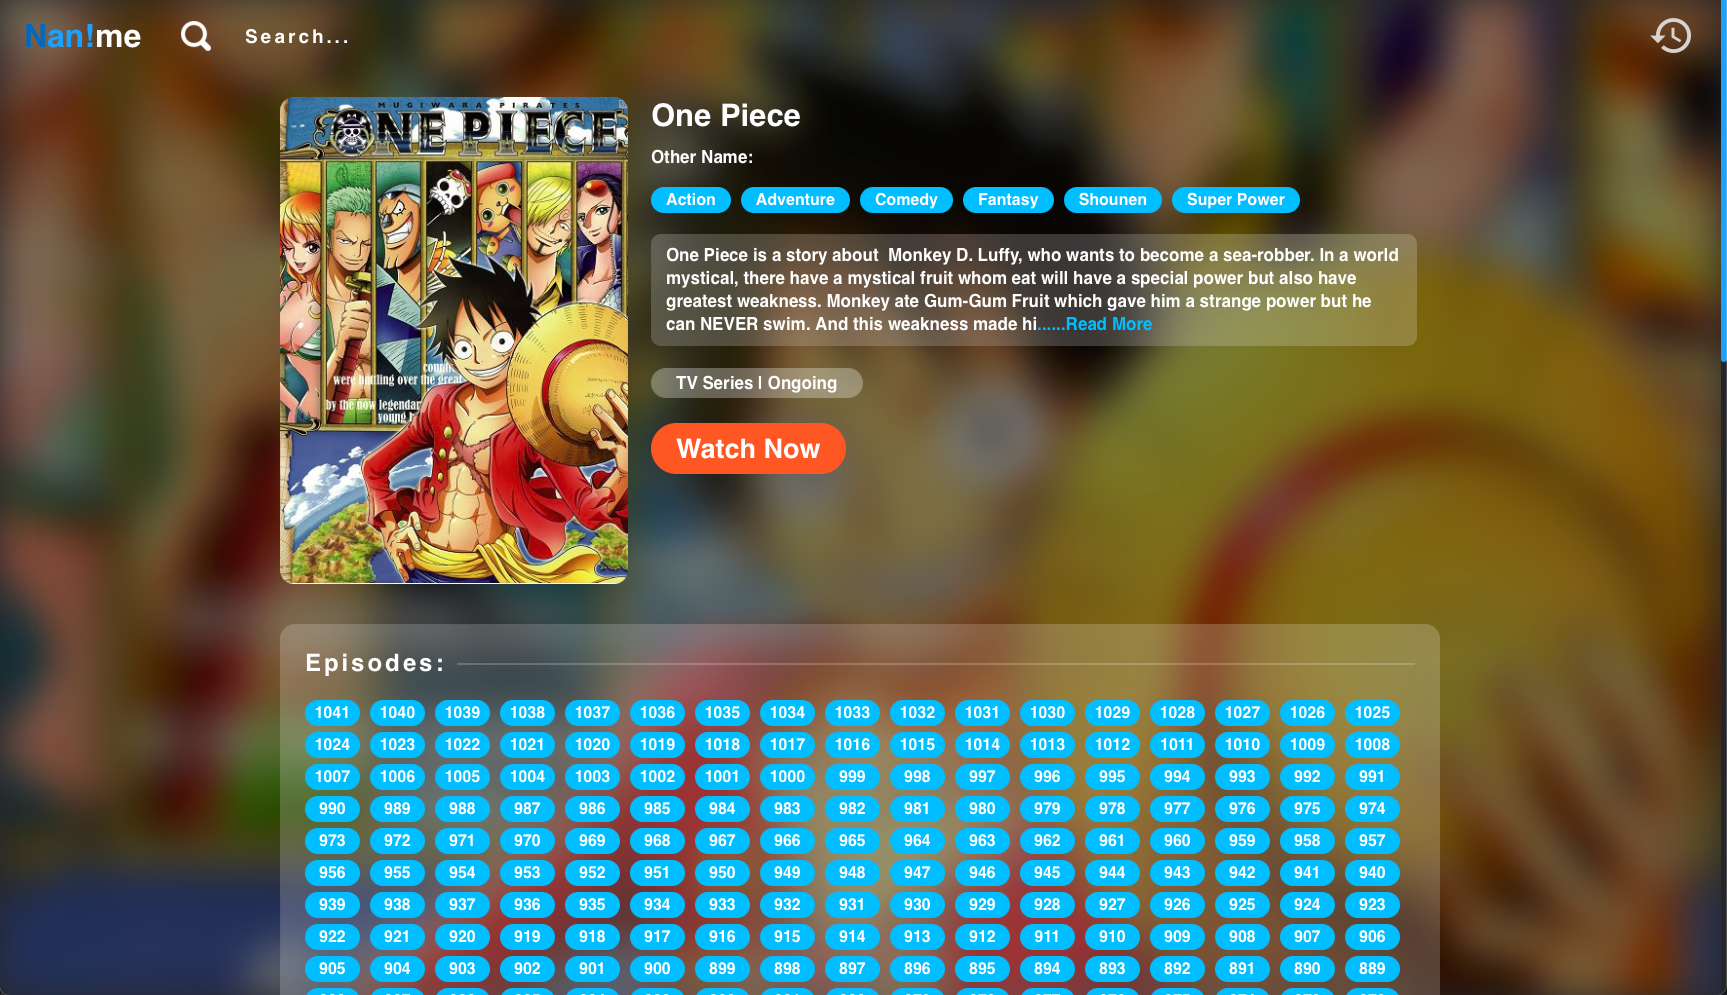 Nan!me
Search...
MUGIWARA PIRATES
ONE PIECE
were battling over the great
by the now legendar
young
One Piece
Other Name:
Action Adventure Comedy Fantasy Shounen Super Power
One Piece is a story about  Monkey D. Luffy, who wants to become a sea-robber. In a world
mystical, there have a mystical fruit whom eat will have a special power but also have
greatest weakness. Monkey ate Gum-Gum Fruit which gave him a strange power but he
can NEVER swim. And this weakness made hi......Read More
TV Series | Ongoing
Watch Now
Episodes:
1041 1040 1039 1038 1037 1036 1035 1034 1033 1032 1031 1030 1029 1028 1027 1026 1025
1024 1023 1022 1021 1020 1019 1018 1017 1016 1015 1014 1013 1012 1011 1010 1009 1008
1007 1006 1005 1004 1003 1002 1001 1000 999 998 997 996 995 994 993 992 991
990 989 988 987 986 985 984 983 982 981 980 979 978 977 976 975 974
973 972 971 970 969 968 967 966 965 964 963 962 961 960 959 958 957
956 955 954 953 952 951 950 949 948 947 946 945 944 943 942 941 940
939 938 937 936 935 934 933 932 931 930 929 928 927 926 925 924 923
922 921 920 919 918 917 916 915 914 913 912 911 910 909 908 907 906
905 904 903 902 901 900 899 898 897 896 895 894 893 892 891 890 889